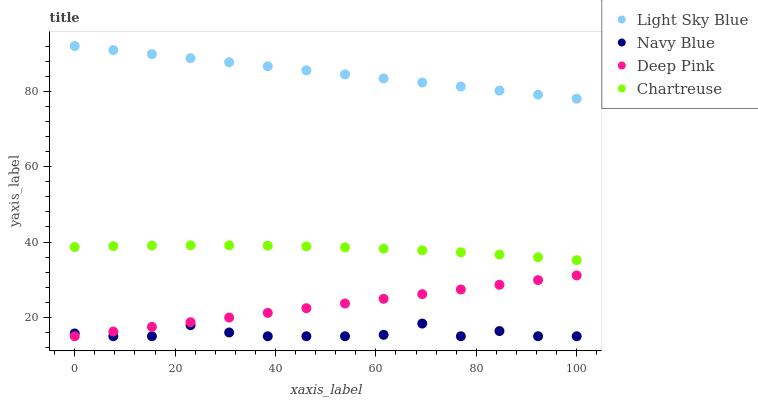 title
Light Sky Blue
Navy Blue
Deep Pink
Chartreuse
yaxis_label
80
60
40
20
0 20 40 60 80 100
xaxis_label